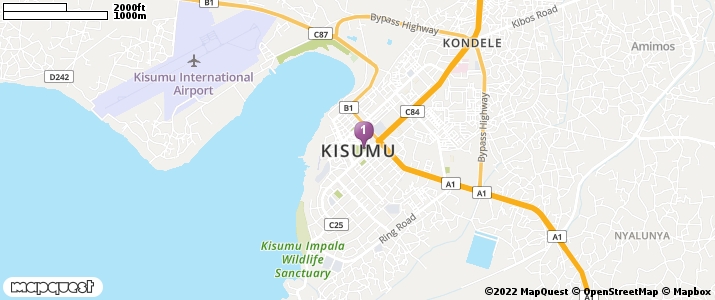 2000ft
1000m
B1
C87
Bypass Highway
Kibos Road
KONDELE
Amimos
D242
Kisumu International
Airport
B1
C84
Bypass Highway
1
KISUMU
A1
A1
C25
Ring Road
A1
NYALUNYA
Kisumu Impala
Wildlife
Sanctuary
mapquest
©2022 MapQuest © OpenStreetMap © Mapbox
A1